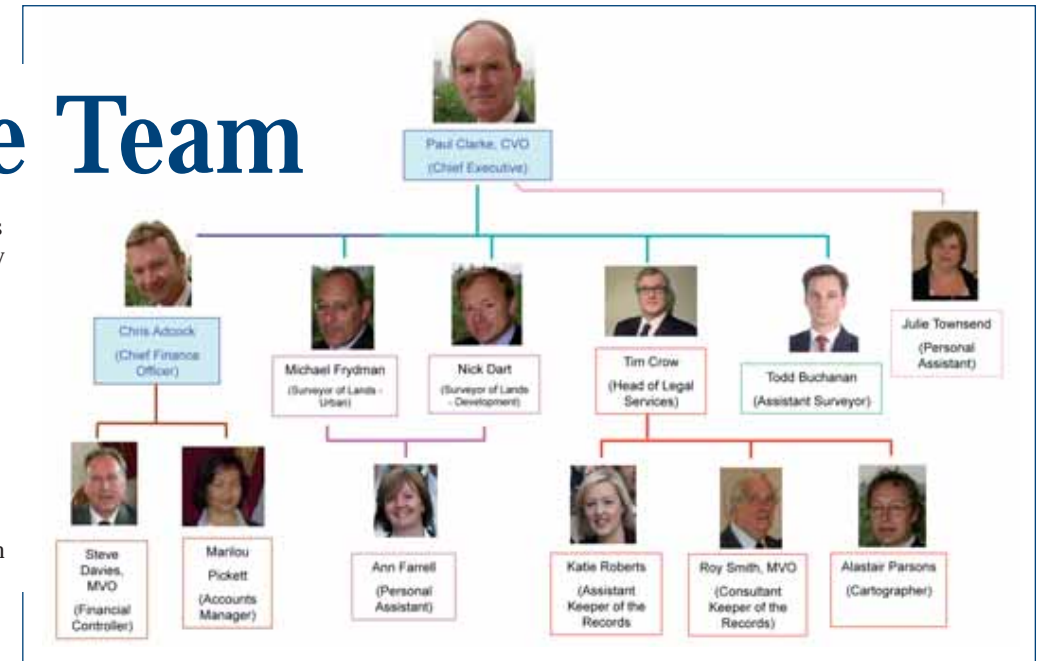 e Team
s
y
n
Paul Clarke, CVO
(Chief Executive)
Chris Adcock
(Chief Finance
Officer)
Michael Frydman
(Surveyor of Lands -
Urban)
Nick Dart
(Surveyor of Lands
- Development)
Tim Crow
(Head of Legal
Services)
Todd Buchanan
(Assistant Surveyor)
Julie Townsend
(Personal
Assistant)
Steve
Davies,
MVO
(Financial
Controller)
Marilou
Pickett
(Accounts
Manager)
Ann Farrell
(Personal
Assistant)
Katie Roberts
(Assistant
Keeper of the
Records
Roy Smith, MVO
(Consultant
Keeper of the
Records)
Alastair Parsons
(Cartographer)